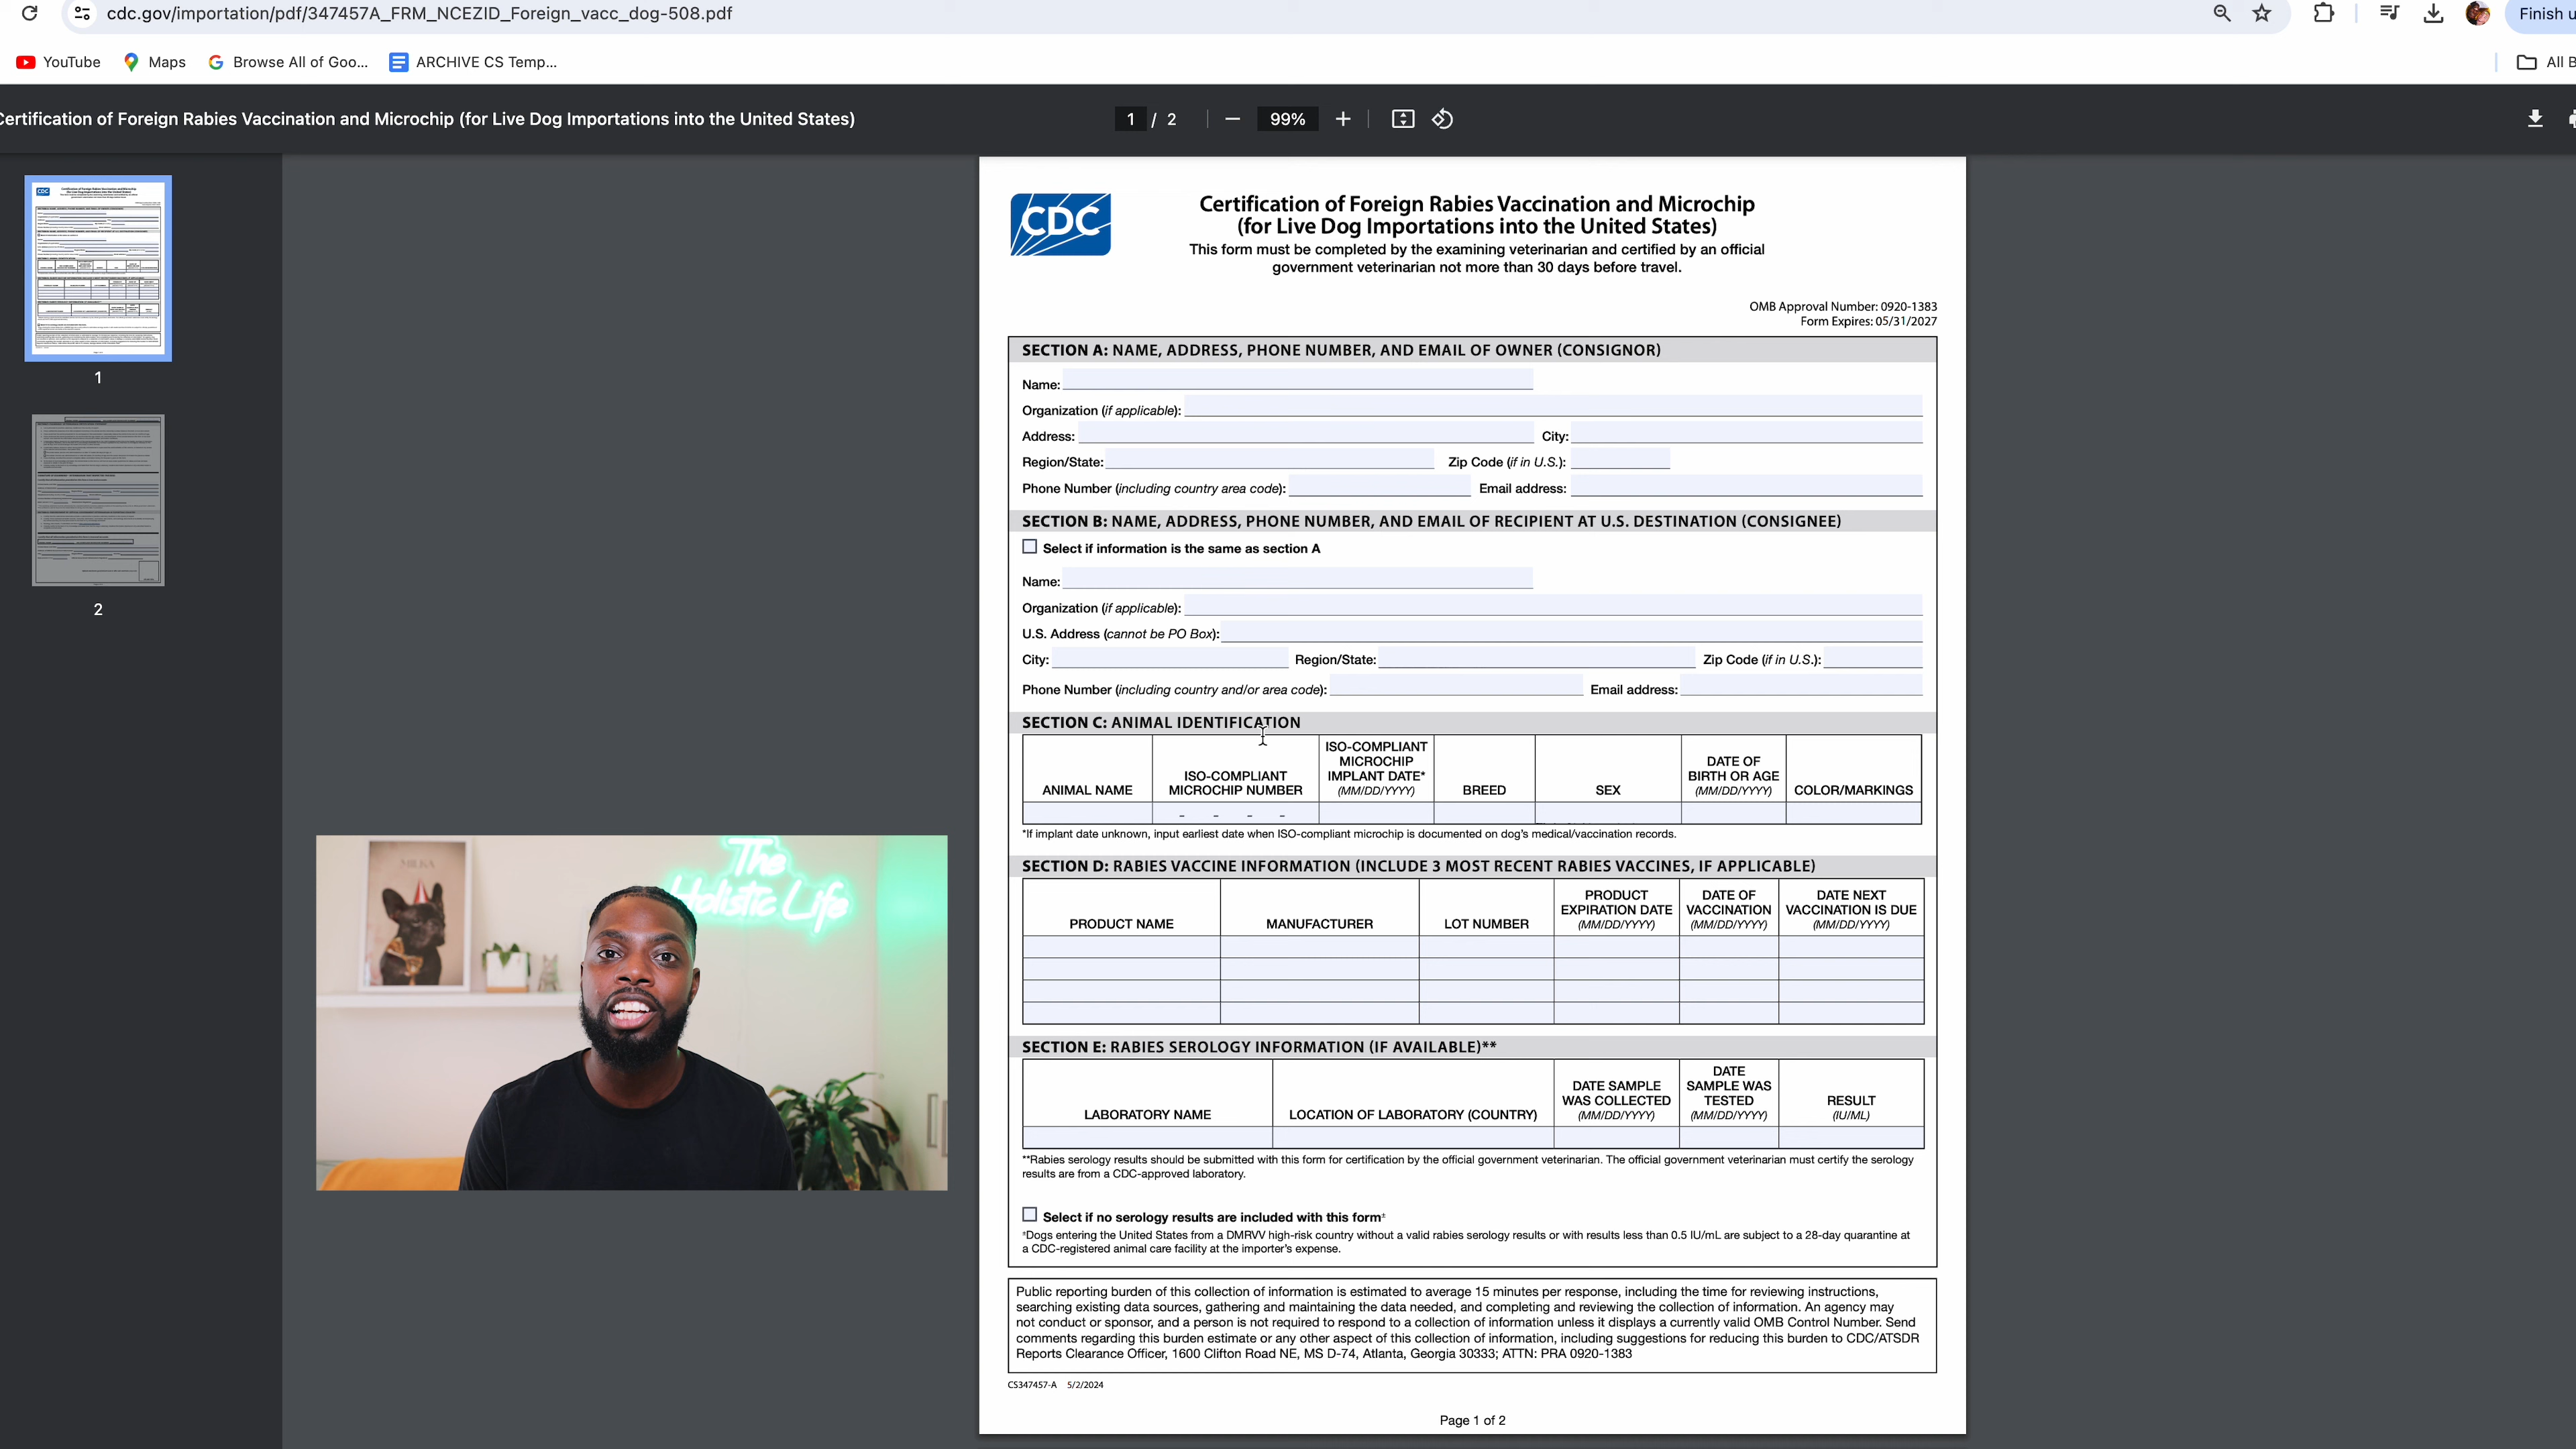 cdc.gov/importation/pdf/347457A_FRM_NCEZID_Foreign_vacc_dog-508.pdf
Finish u
YouTube
Maps
Browse All of Goo...
ARCHIVE CS Temp...
All B
Certification of Foreign Rabies Vaccination and Microchip (for Live Dog Importations into the United States)
1 / 2
99%
1
2
CDC
Certification of Foreign Rabies Vaccination and Microchip
(for Live Dog Importations into the United States)
This form must be completed by the examining veterinarian and certified by an official
government veterinarian not more than 30 days before travel.
OMB Approval Number: 0920-1383
Form Expires: 05/31/2027
SECTION A: NAME, ADDRESS, PHONE NUMBER, AND EMAIL OF OWNER (CONSIGNOR)
Name:
Organization (if applicable):
Address: City:
Region/State: Zip Code (if in U.S.):
Phone Number (including country area code): Email address:
SECTION B: NAME, ADDRESS, PHONE NUMBER, AND EMAIL OF RECIPIENT AT U.S. DESTINATION (CONSIGNEE)
Select if information is the same as section A
Name:
Organization (if applicable):
U.S. Address (cannot be PO Box):
City: Region/State: Zip Code (if in U.S.):
Phone Number (including country and/or area code): Email address:
SECTION C: ANIMAL IDENTIFICATION
ANIMAL NAME
ISO-COMPLIANT
MICROCHIP NUMBER
ISO-COMPLIANT
MICROCHIP
IMPLANT DATE*
(MM/DD/YYYY)
BREED
SEX
DATE OF
BIRTH OR AGE
(MM/DD/YYYY)
COLOR/MARKINGS
- - - -
*If implant date unknown, input earliest date when ISO-compliant microchip is documented on dog's medical/vaccination records.
SECTION D: RABIES VACCINE INFORMATION (INCLUDE 3 MOST RECENT RABIES VACCINES, IF APPLICABLE)
PRODUCT NAME
MANUFACTURER
LOT NUMBER
PRODUCT
EXPIRATION DATE
(MM/DD/YYYY)
DATE OF
VACCINATION
(MM/DD/YYYY)
DATE NEXT
VACCINATION IS DUE
(MM/DD/YYYY)
SECTION E: RABIES SEROLOGY INFORMATION (IF AVAILABLE)**
LABORATORY NAME
LOCATION OF LABORATORY (COUNTRY)
DATE SAMPLE
WAS COLLECTED
(MM/DD/YYYY)
DATE
SAMPLE WAS
TESTED
(MM/DD/YYYY)
RESULT
(IU/ML)
**Rabies serology results should be submitted with this form for certification by the official government veterinarian. The official government veterinarian must certify the serology
results are from a CDC-approved laboratory.
Select if no serology results are included with this form‡
‡Dogs entering the United States from a DMRVV high-risk country without a valid rabies serology results or with results less than 0.5 IU/mL are subject to a 28-day quarantine at
a CDC-registered animal care facility at the importer's expense.
Public reporting burden of this collection of information is estimated to average 15 minutes per response, including the time for reviewing instructions,
searching existing data sources, gathering and maintaining the data needed, and completing and reviewing the collection of information. An agency may
not conduct or sponsor, and a person is not required to respond to a collection of information unless it displays a currently valid OMB Control Number. Send
comments regarding this burden estimate or any other aspect of this collection of information, including suggestions for reducing this burden to CDC/ATSDR
Reports Clearance Officer, 1600 Clifton Road NE, MS D-74, Atlanta, Georgia 30333; ATTN: PRA 0920-1383
CS347457-A 5/2/2024
Page 1 of 2
MILKA
The
Holistic Life